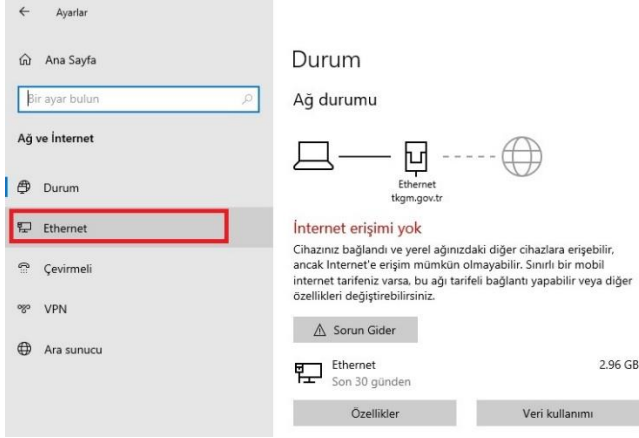 Ayarlar
Ana Sayfa
Bir ayar bulun
Ağ ve İnternet
Durum
Ethernet
Çevirmeli
VPN
Ara sunucu
Durum
Ağ durumu
Ethernet
tkgm.gov.tr
İnternet erişimi yok
Cihazınız bağlandı ve yerel ağınızdaki diğer cihazlara erişebilir,
ancak Internet'e erişim mümkün olmayabilir. Sınırlı bir mobil
internet tarifeniz varsa, bu ağı tarifeli bağlantı yapabilir veya diğer
özellikleri değiştirebilirsiniz.
Sorun Gider
Ethernet 2.96 GB
Son 30 günden
Özellikler Veri kullanımı